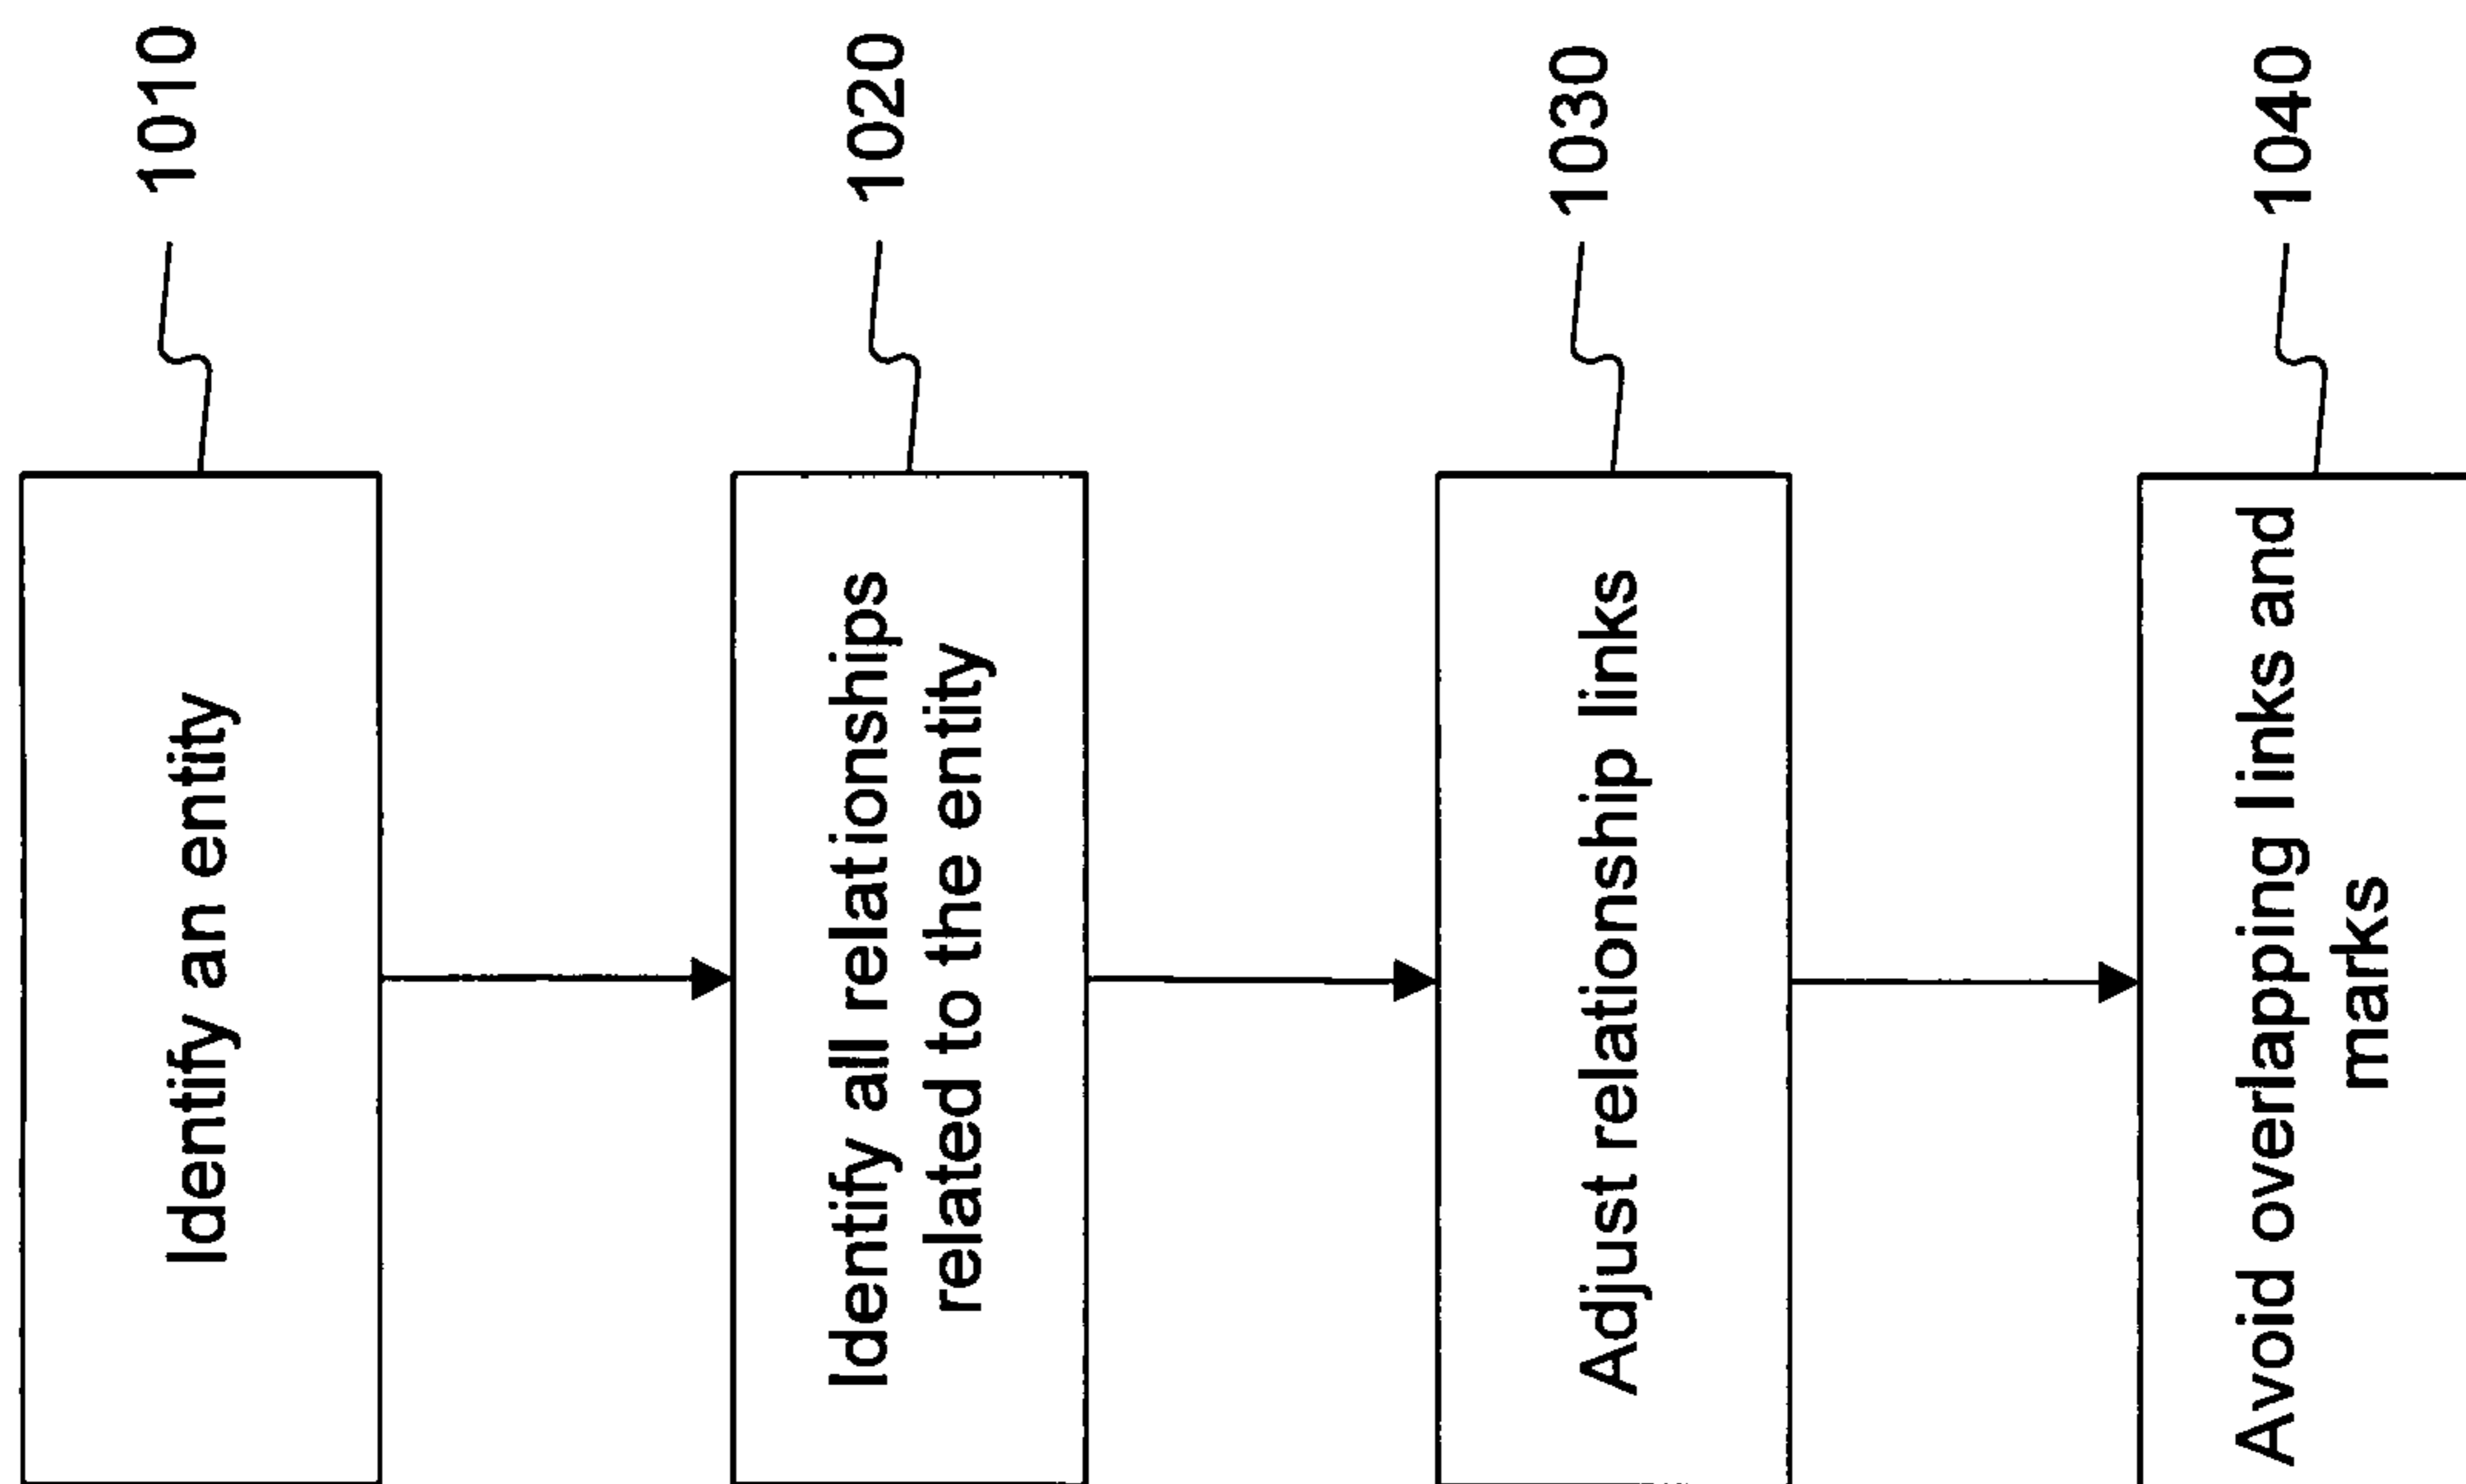 Identify an entity
1010
Identify all relationships
related to the entity
1020
Adjust relationship links
1030
Avoid overlapping links and
marks
1040